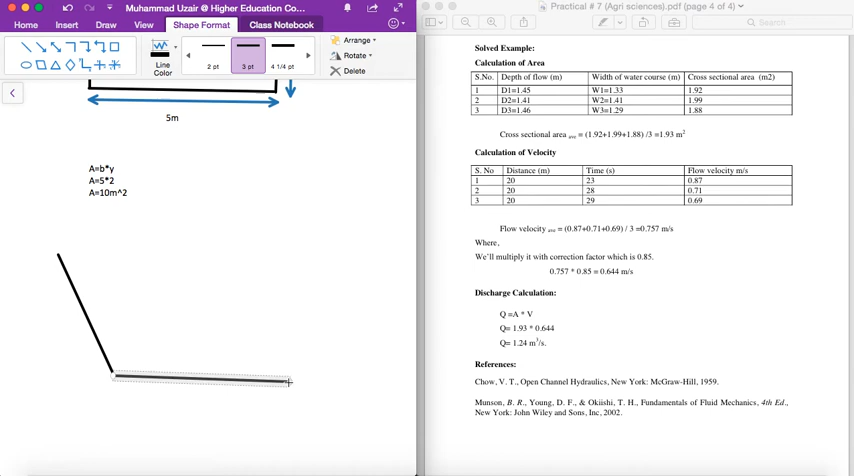 Muhammad Uzair @ Higher Education Co...
Home Insert Draw View Shape Format Class Notebook
Line Color
2 pt 3 pt 4 1/4 pt
Arrange
Rotate
Delete
5m
A=b*y
A=5*2
A=10m^2
Practical # 7 (Agri sciences).pdf (page 4 of 4)
Search
Solved Example:
Calculation of Area
S.No. Depth of flow (m) Width of water course (m) Cross sectional area (m2)
1 D1=1.45 W1=1.33 1.92
2 D2=1.41 W2=1.41 1.99
3 D3=1.46 W3=1.29 1.88
Cross sectional area ave = (1.92+1.99+1.88) /3 =1.93 m²
Calculation of Velocity
S. No Distance (m) Time (s) Flow velocity m/s
1 20 23 0.87
2 20 28 0.71
3 20 29 0.69
Flow velocity ave = (0.87+0.71+0.69) / 3 =0.757 m/s
Where,
We'll multiply it with correction factor which is 0.85.
0.757 * 0.85 = 0.644 m/s
Discharge Calculation:
Q =A * V
Q= 1.93 * 0.644
Q= 1.24 m³/s.
References:
Chow, V. T., Open Channel Hydraulics, New York: McGraw-Hill, 1959.
Munson, B. R., Young, D. F., & Okiishi, T. H., Fundamentals of Fluid Mechanics, 4th Ed.,
New York: John Wiley and Sons, Inc, 2002.